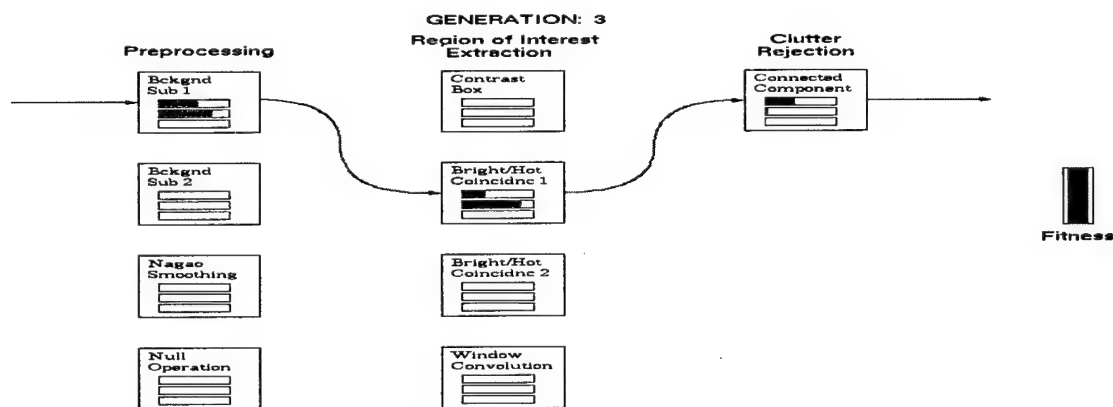 GENERATION: 3
Preprocessing
Region of Interest
Extraction
Clutter
Rejection
Bckgnd
Sub 1
Contrast
Box
Connected
Component
Bckgnd
Sub 2
Bright/Hot
Coincidnc 1
Fitness
Nagao
Smoothing
Bright/Hot
Coincidnc 2
Null
Operation
Window
Convolution